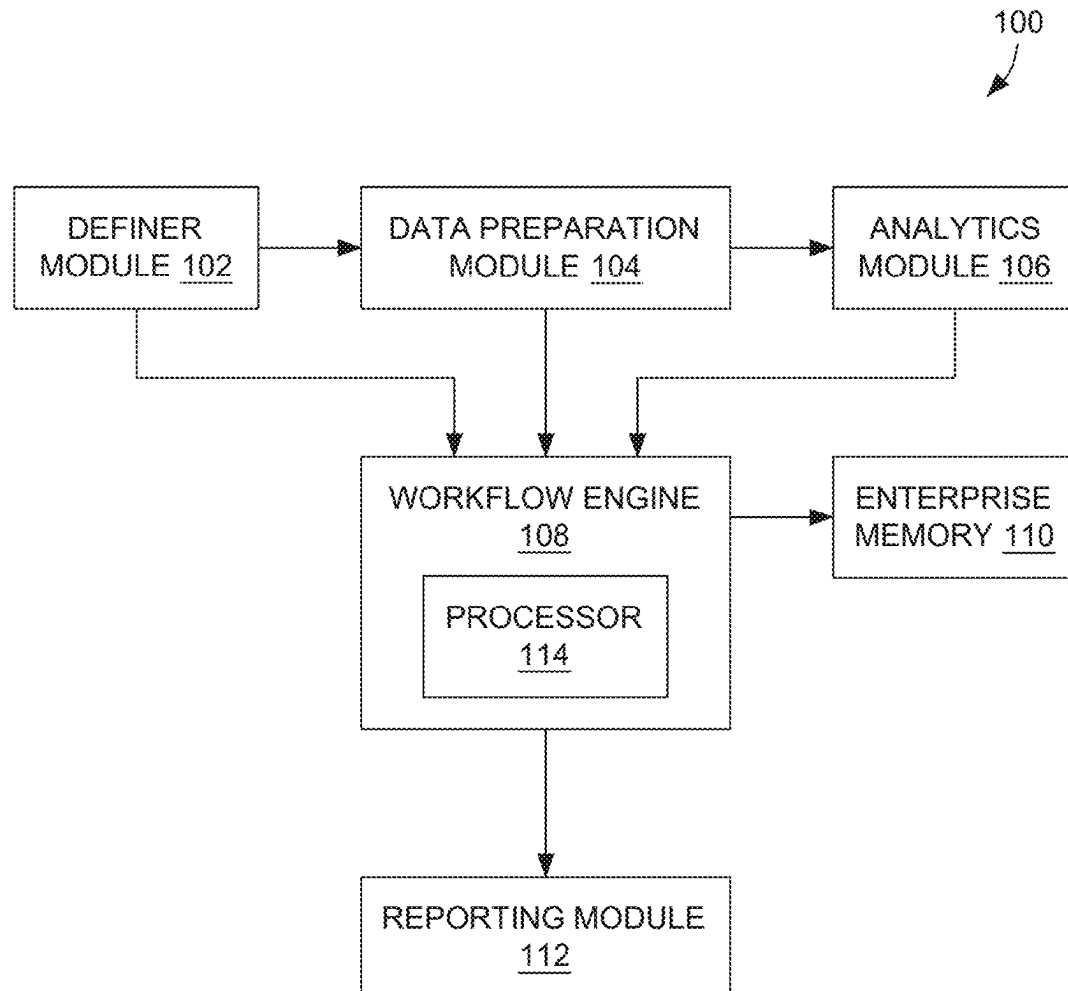 100
DEFINER
MODULE 102
DATA PREPARATION
MODULE 104
ANALYTICS
MODULE 106
WORKFLOW ENGINE
108
PROCESSOR
114
ENTERPRISE
MEMORY 110
REPORTING MODULE
112